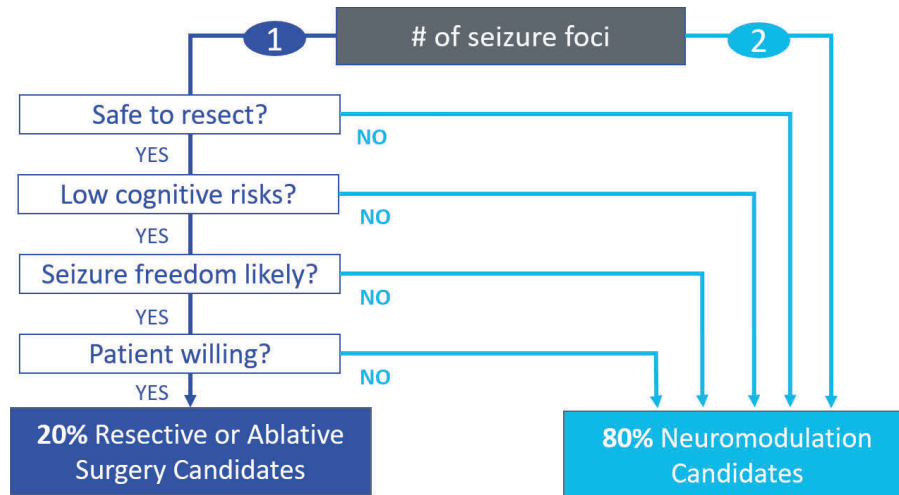 # of seizure foci
1
2
Safe to resect?
NO
YES
Low cognitive risks?
NO
YES
Seizure freedom likely?
NO
YES
Patient willing?
NO
YES
20% Resective or Ablative
Surgery Candidates
80% Neuromodulation
Candidates